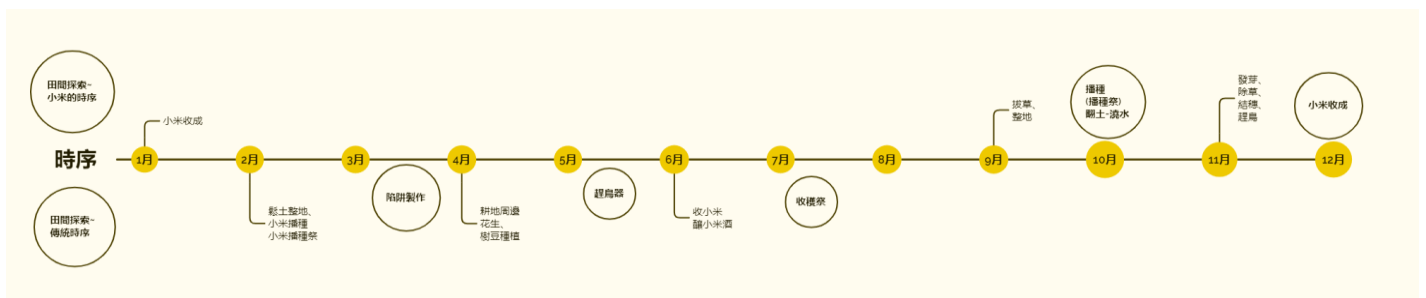 田間探索-
小米的時序
小米收成
拔草、
整地
播種
(播種祭)
翻土-澆水
發芽、
除草、
結穗、
趕鳥
小米收成
時序
1月
2月
3月
4月
5月
6月
7月
8月
9月
10月
11月
12月
田間探索-
傳統時序
鬆土整地、
小米播種
小米播種祭
陷阱製作
耕地周邊
花生、
樹豆種植
趕鳥器
收小米
釀小米酒
收穫祭